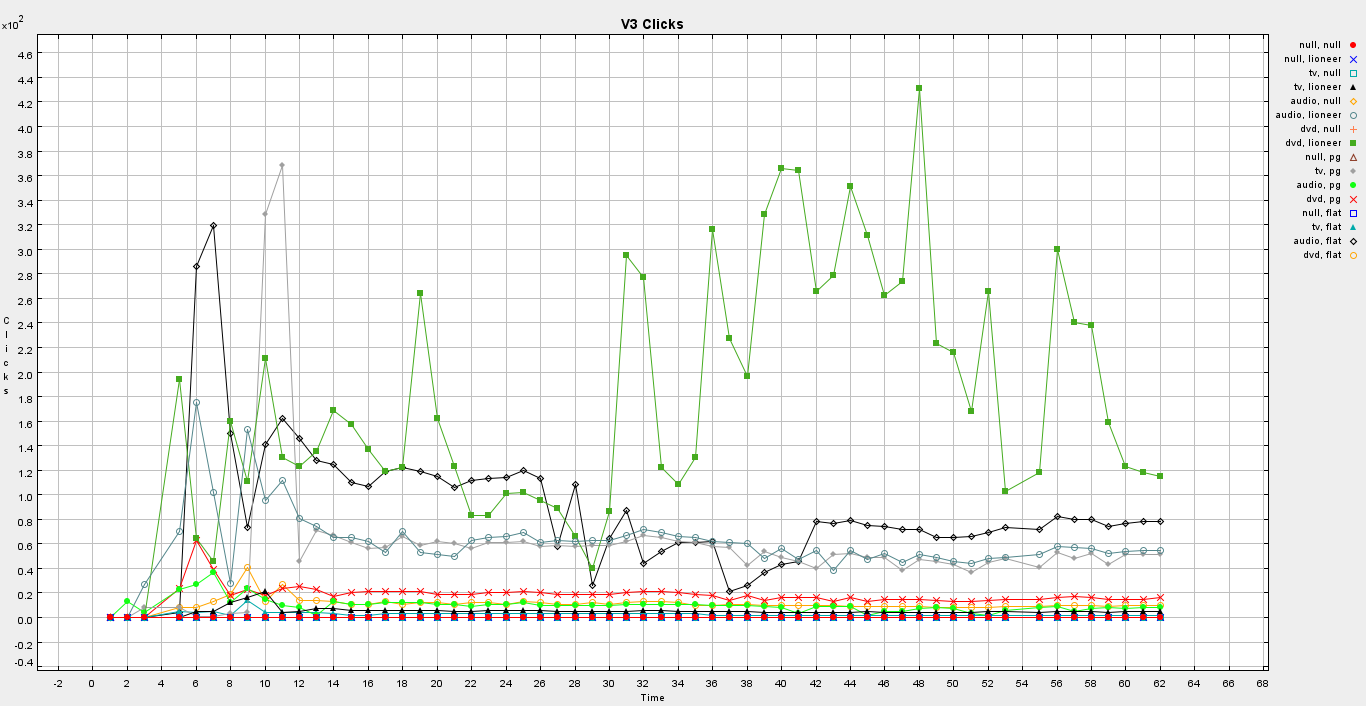 V3 Clicks
x10²
4.6
4.4
4.2
4.0
3.8
3.6
3.4
3.2
3.0
2.8
2.6
2.4
2.2
2.0
1.8
1.6
1.4
1.2
1.0
0.8
0.6
0.4
0.2
0.0
-0.2
-0.4
Clicks
-2 0 2 4 6 8 10 12 14 16 18 20 22 24 26 28 30 32 34 36 38 40 42 44 46 48 50 52 54 56 58 60 62 64 66 68
Time
null, null
null, lioneer
tv, null
tv, lioneer
audio, null
audio, lioneer
dvd, null
dvd, lioneer
null, pg
tv, pg
audio, pg
dvd, pg
null, flat
tv, flat
audio, flat
dvd, flat